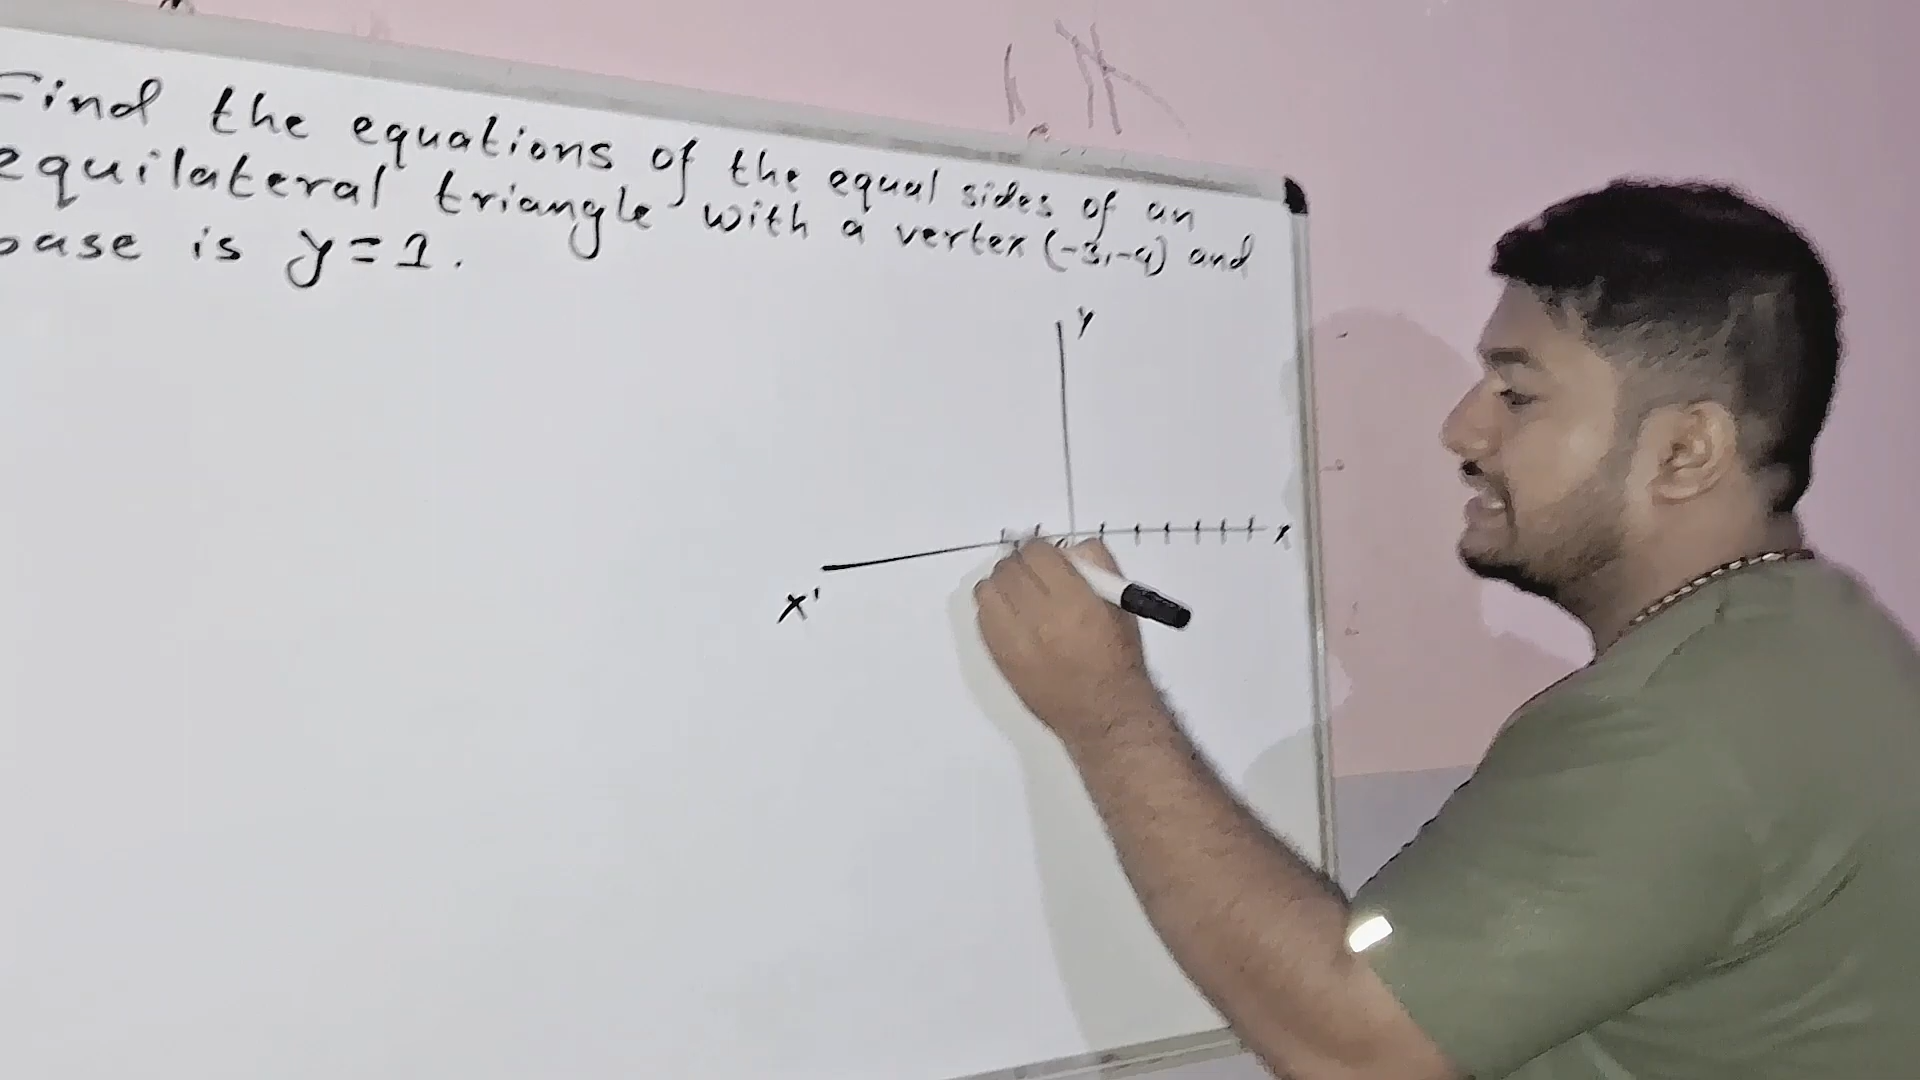 Find the equations of the equal sides of an
equilateral triangle with a vertex (-3,-4) and
base is y=1.
Y
X
X'